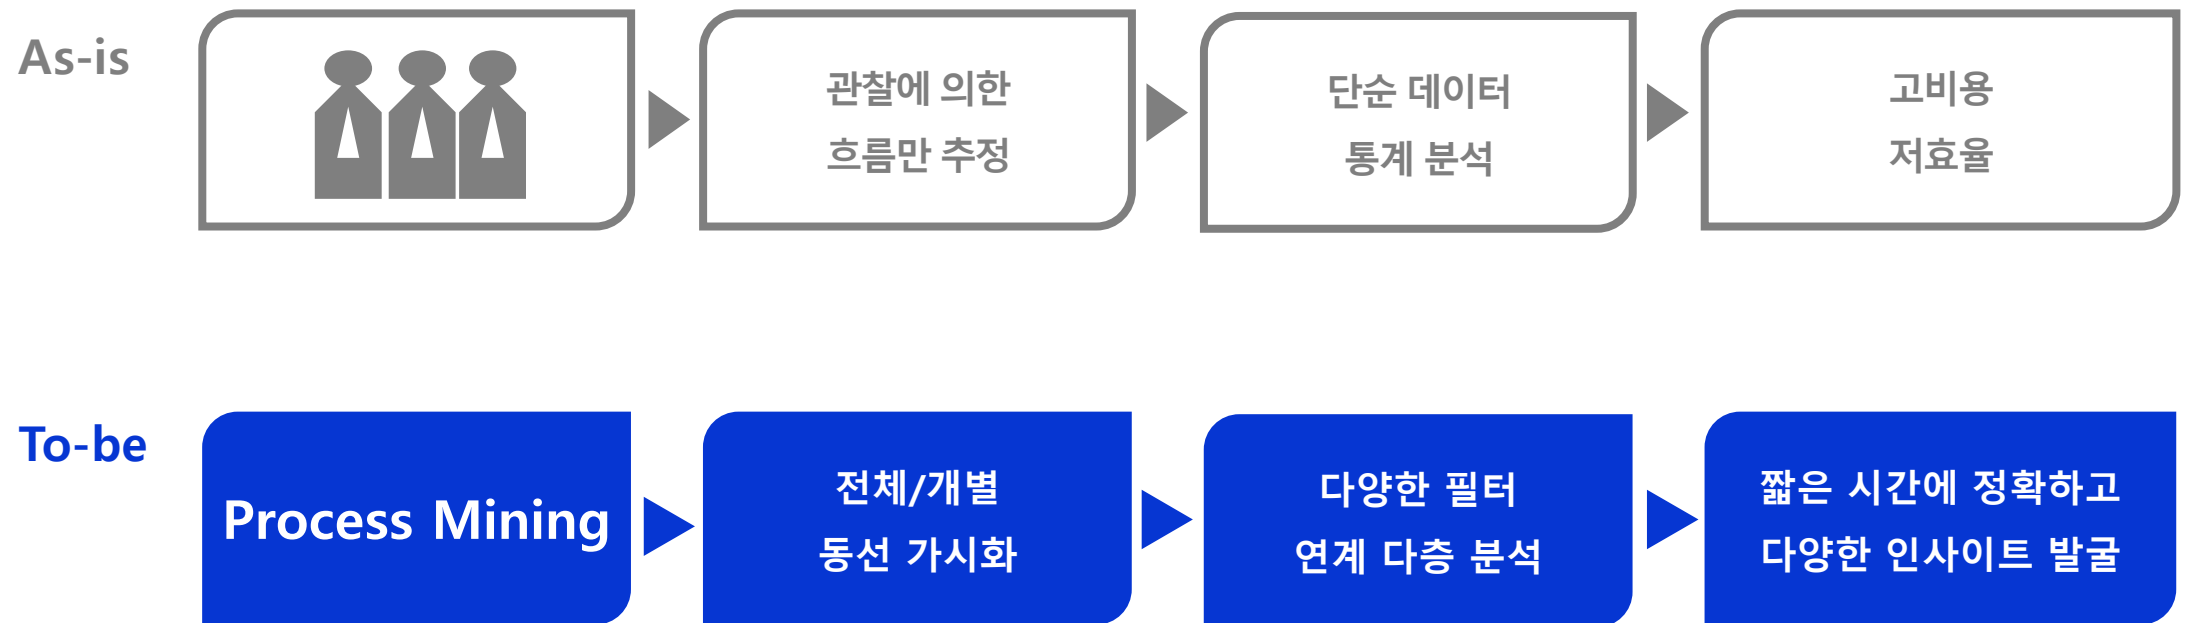 As-is
관찰에 의한
흐름만 추정
단순 데이터
통계 분석
고비용
저효율
To-be
Process Mining
전체/개별
동선 가시화
다양한 필터
연계 다층 분석
짧은 시간에 정확하고
다양한 인사이트 발굴